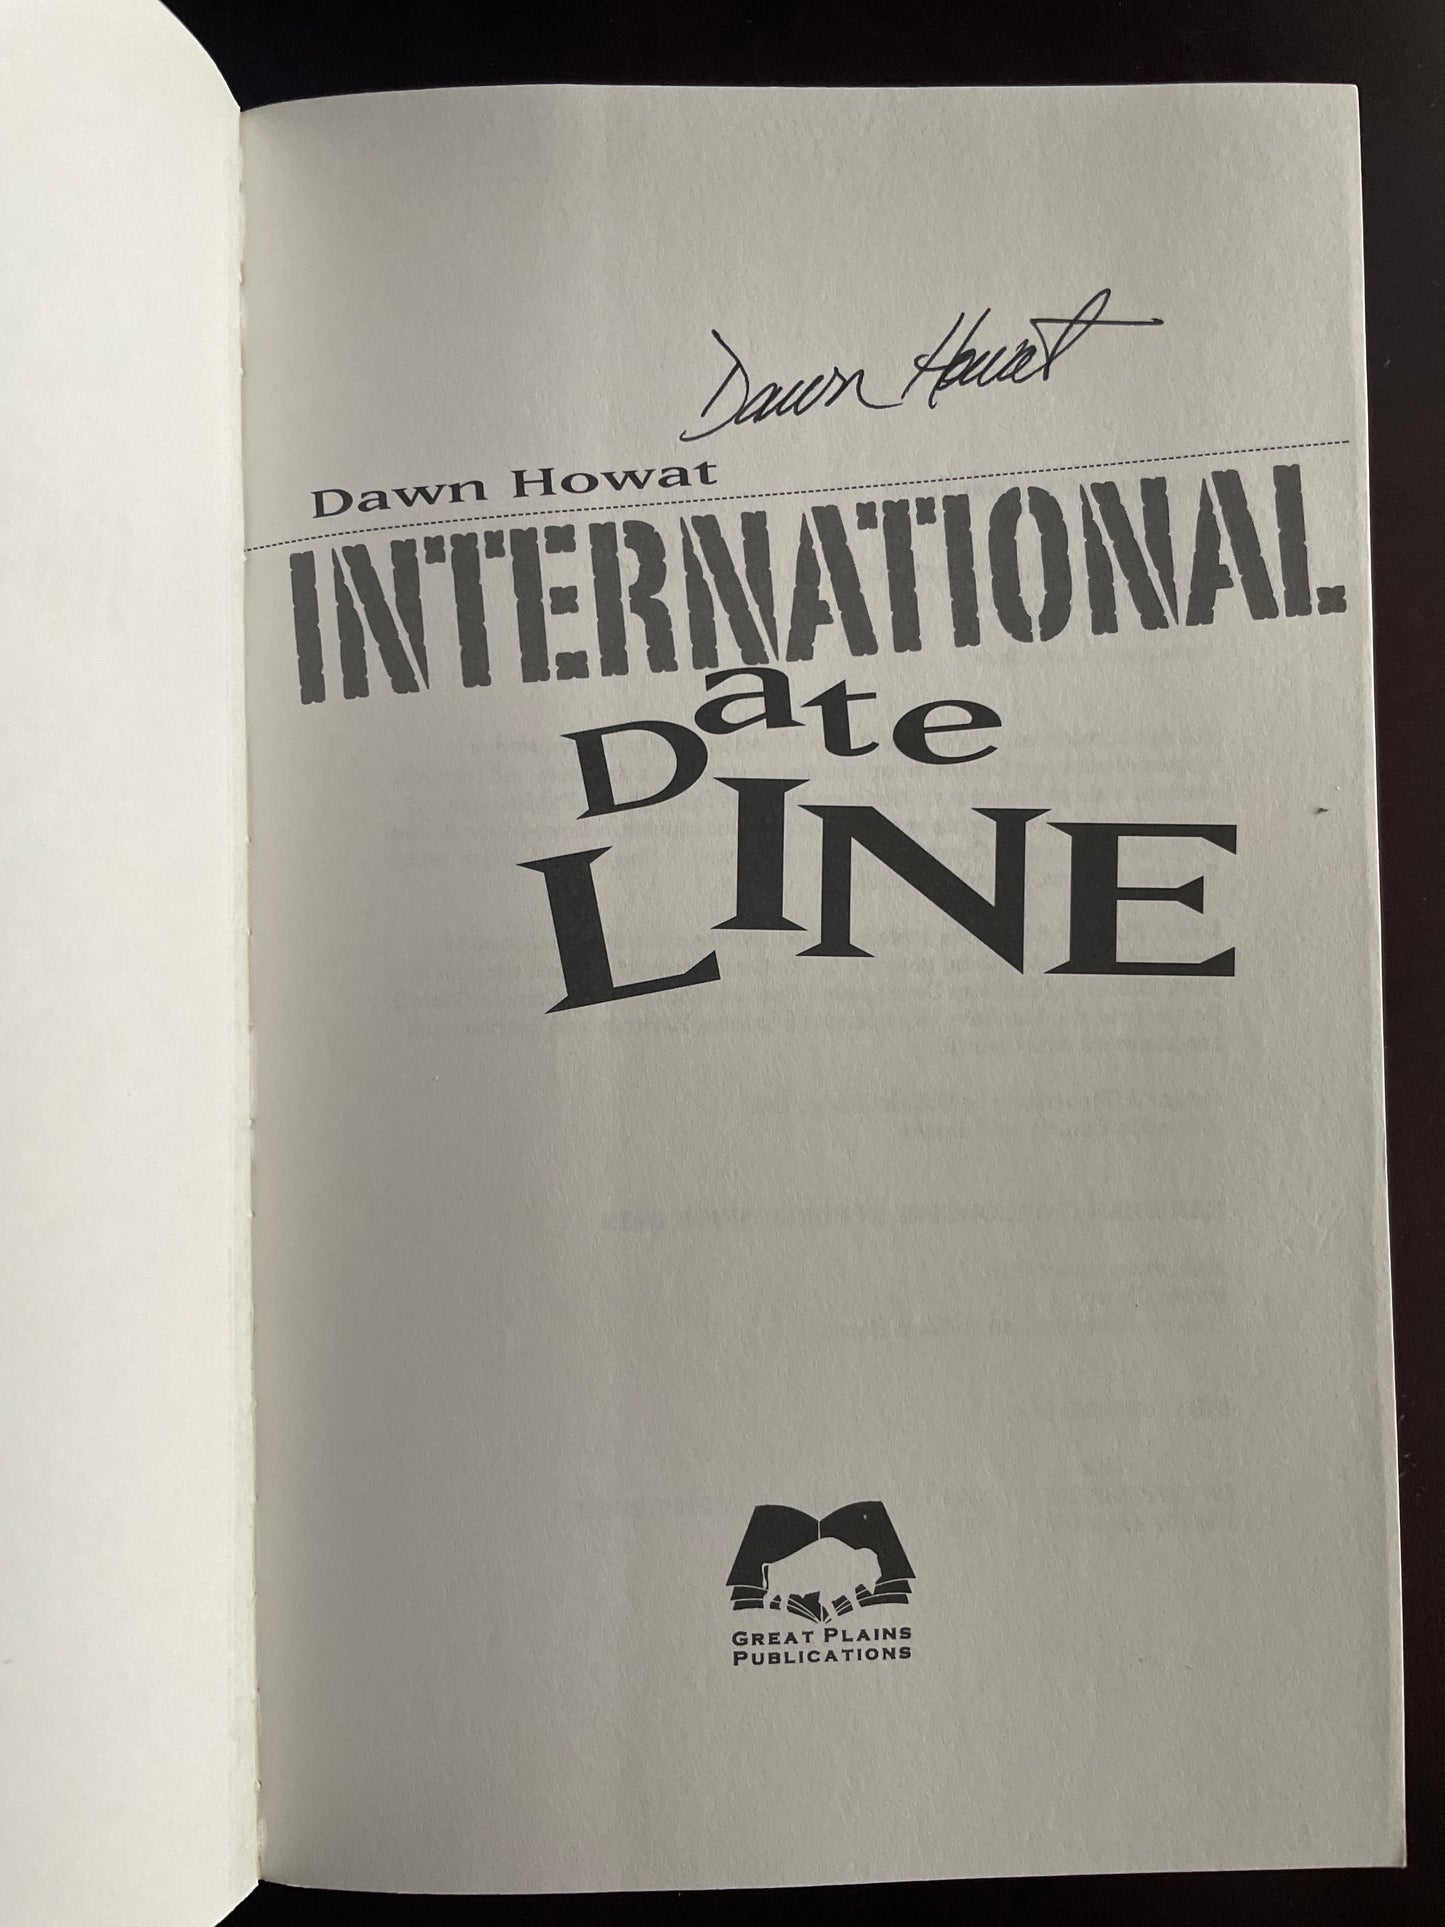 Dawn Howat
Dawn Howat
INTERNATIONAL
Date
LINE
GREAT PLAINS
PUBLICATIONS